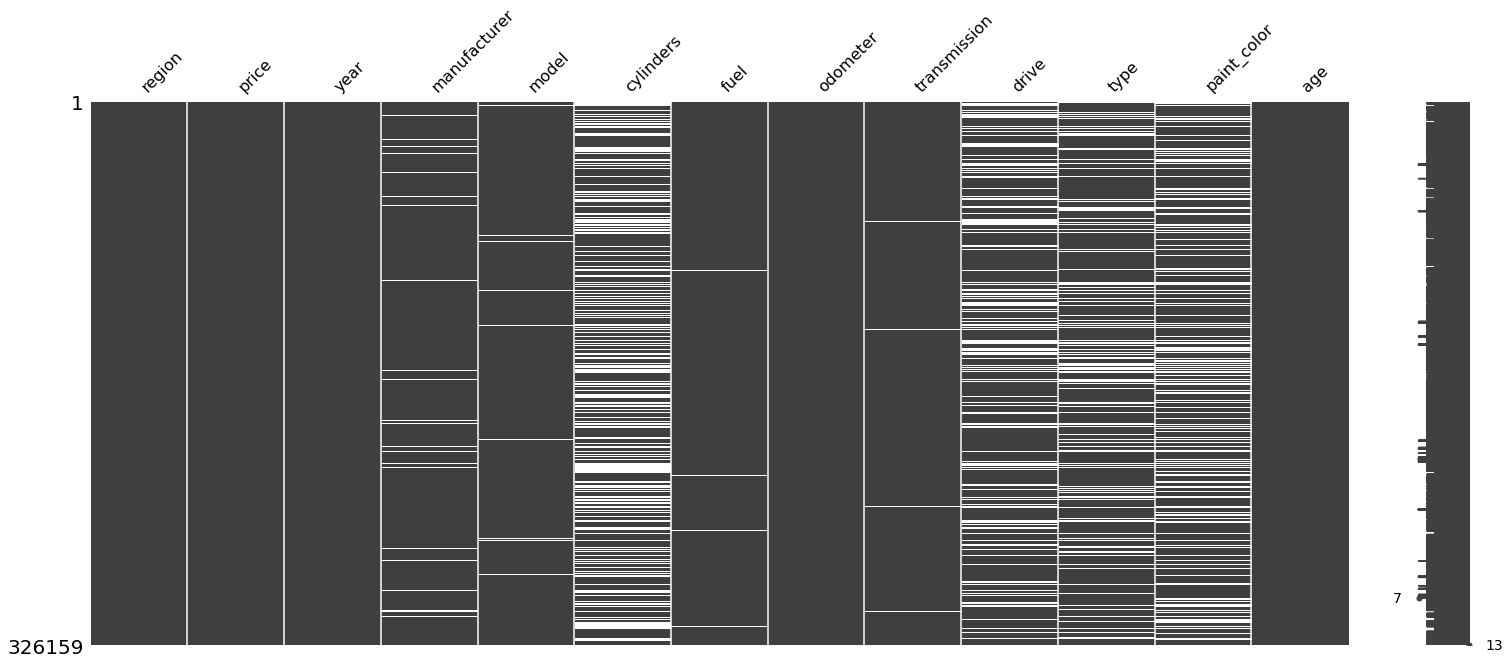 region price year manufacturer model cylinders fuel odometer transmission drive type paint_color age
1
7
326159
13